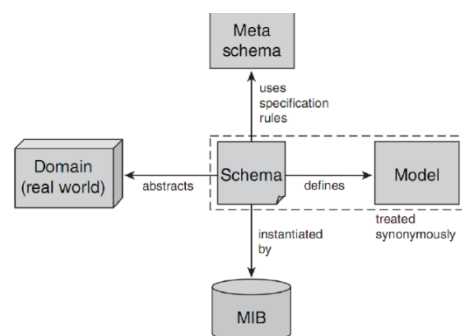 Meta
schema
uses
specification
rules
Domain
(real world)
abstracts
Schema
defines
Model
treated
synonymously
instantiated
by
MIB